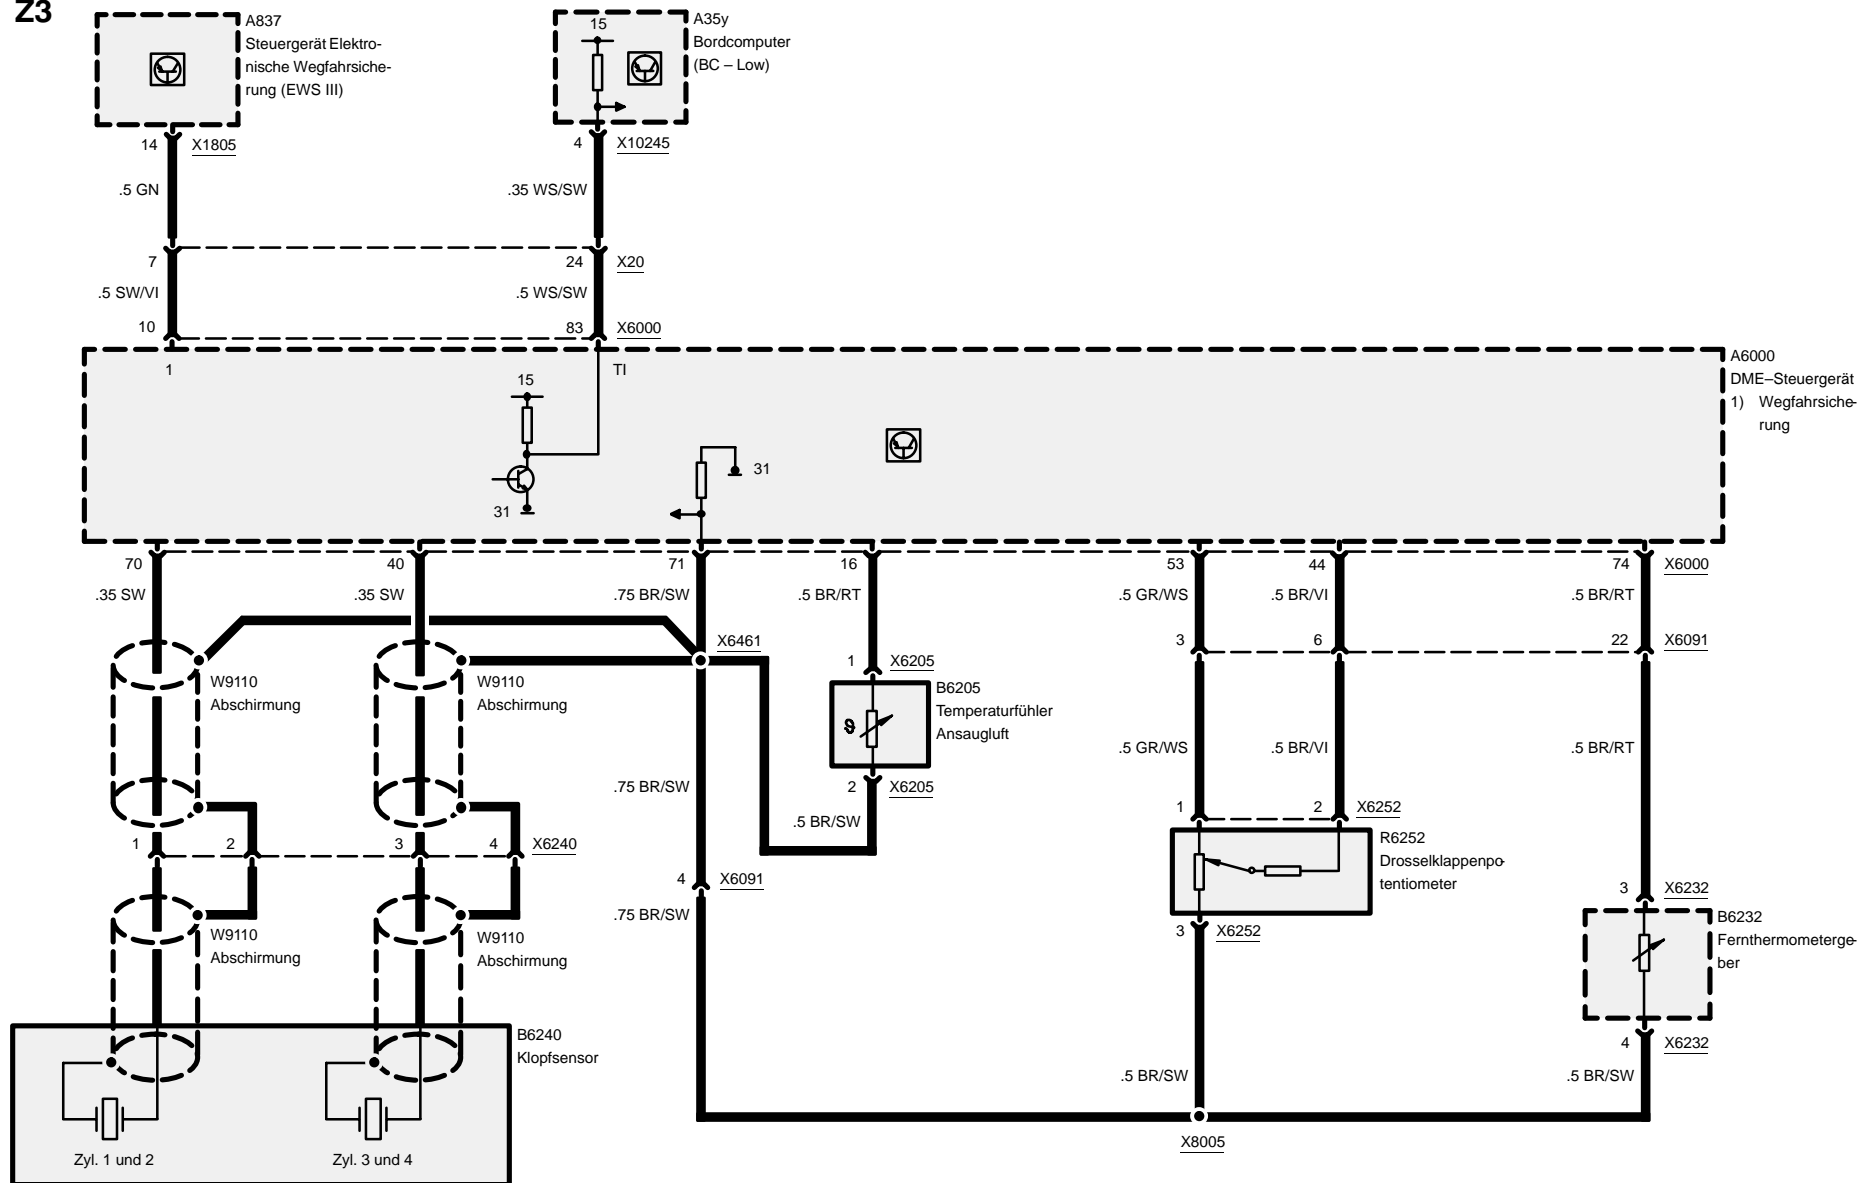 Z3
A837
Steuergerät Elektro-
nische Wegfahrsiche-
rung (EWS III)
A35y
Bordcomputer
(BC – Low)
15
14 X1805
4 X10245
.5 GN
.35 WS/SW
7
24 X20
.5 SW/VI
.5 WS/SW
10
83 X6000
A6000
DME–Steuergerät
1) Wegfahrsiche-
rung
1
TI
15
31
31
70
40
71
16
53
44
74
X6000
.35 SW
.35 SW
.75 BR/SW
.5 BR/RT
.5 GR/WS
.5 BR/VI
.5 BR/RT
X6461
3
6
22
X6091
1 X6205
W9110
Abschirmung
W9110
Abschirmung
B6205
Temperaturfühler
Ansaugluft
ϑ
.75 BR/SW
2 X6205
.5 BR/SW
.5 GR/WS
.5 BR/VI
.5 BR/RT
1
2
X6252
R6252
Drosselklappenpo-
tentiometer
1
2
3
4
X6240
4 X6091
.75 BR/SW
3 X6252
3 X6232
B6232
Fernthermometerge-
ber
W9110
Abschirmung
W9110
Abschirmung
4 X6232
B6240
Klopfsensor
.5 BR/SW
.5 BR/SW
X8005
Zyl. 1 und 2
Zyl. 3 und 4